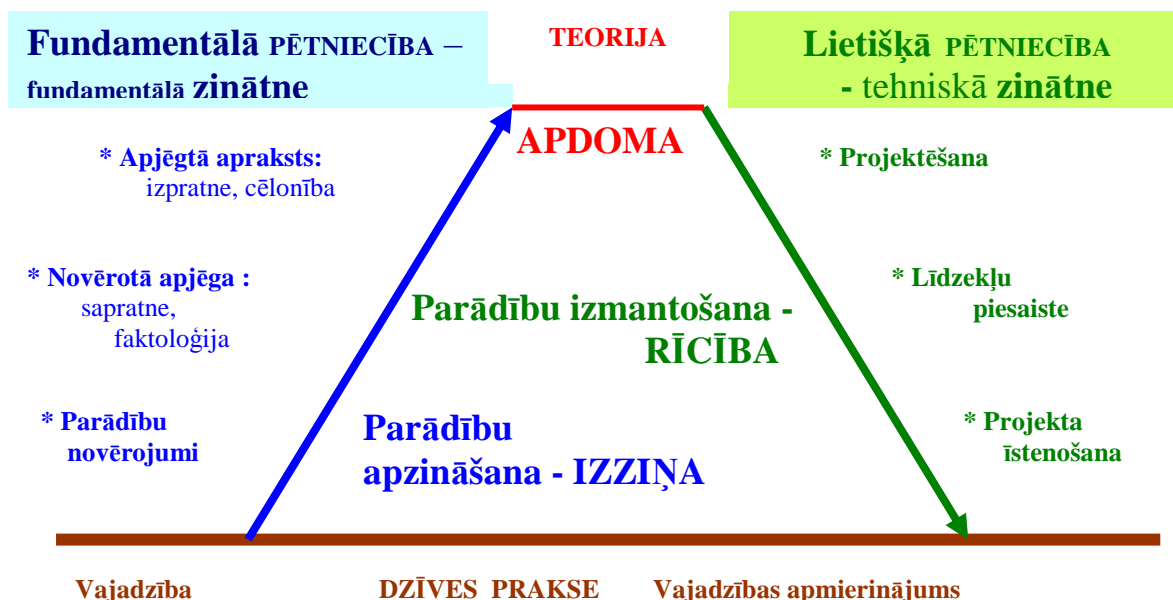 Fundamentālā PĒTNIECĪBA –
fundamentālā zinātne
TEORIJA
Lietišķā PĒTNIECĪBA
- tehniskā zinātne
APDOMA
* Apjēgtā apraksts:
izpratne, cēlonība
* Projektēšana
* Novērotā apjēga :
sapratne,
faktoloģija
* Līdzekļu
piesaiste
Parādību izmantošana -
RĪCĪBA
* Parādību
novērojumi
Parādību
apzināšana - IZZIŅA
* Projekta
īstenošana
Vajadzība
DZĪVES PRAKSE
Vajadzības apmierinājums